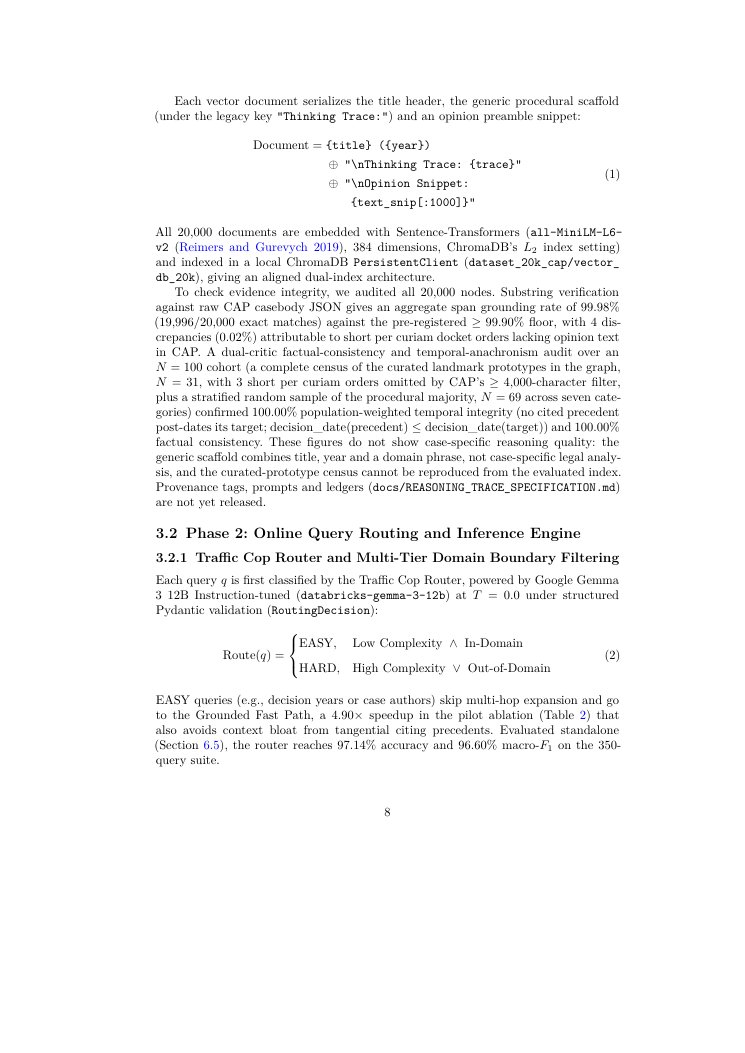 Each vector document serializes the title header, the generic procedural scaffold
(under the legacy key "Thinking Trace:") and an opinion preamble snippet:
Document = {title} ({year})
⊕ "\nThinking Trace: {trace}"
⊕ "\nOpinion Snippet:
{text_snip[:1000]}"
(1)
All 20,000 documents are embedded with Sentence-Transformers (all-MiniLM-L6-
v2 (Reimers and Gurevych 2019), 384 dimensions, ChromaDB's L2 index setting)
and indexed in a local ChromaDB PersistentClient (dataset_20k_cap/vector_
db_20k), giving an aligned dual-index architecture.
To check evidence integrity, we audited all 20,000 nodes. Substring verification
against raw CAP casebody JSON gives an aggregate span grounding rate of 99.98%
(19,996/20,000 exact matches) against the pre-registered ≥ 99.90% floor, with 4 dis-
crepancies (0.02%) attributable to short per curiam docket orders lacking opinion text
in CAP. A dual-critic factual-consistency and temporal-anachronism audit over an
N = 100 cohort (a complete census of the curated landmark prototypes in the graph,
N = 31, with 3 short per curiam orders omitted by CAP's ≥ 4,000-character filter,
plus a stratified random sample of the procedural majority, N = 69 across seven cate-
gories) confirmed 100.00% population-weighted temporal integrity (no cited precedent
post-dates its target; decision_date(precedent) ≤ decision_date(target)) and 100.00%
factual consistency. These figures do not show case-specific reasoning quality: the
generic scaffold combines title, year and a domain phrase, not case-specific legal analy-
sis, and the curated-prototype census cannot be reproduced from the evaluated index.
Provenance tags, prompts and ledgers (docs/REASONING_TRACE_SPECIFICATION.md)
are not yet released.
3.2 Phase 2: Online Query Routing and Inference Engine
3.2.1 Traffic Cop Router and Multi-Tier Domain Boundary Filtering
Each query q is first classified by the Traffic Cop Router, powered by Google Gemma
3 12B Instruction-tuned (databricks-gemma-3-12b) at T = 0.0 under structured
Pydantic validation (RoutingDecision):
Route(q) = {EASY, Low Complexity ∧ In-Domain
HARD, High Complexity ∨ Out-of-Domain
(2)
EASY queries (e.g., decision years or case authors) skip multi-hop expansion and go
to the Grounded Fast Path, a 4.90× speedup in the pilot ablation (Table 2) that
also avoids context bloat from tangential citing precedents. Evaluated standalone
(Section 6.5), the router reaches 97.14% accuracy and 96.60% macro-F1 on the 350-
query suite.
8